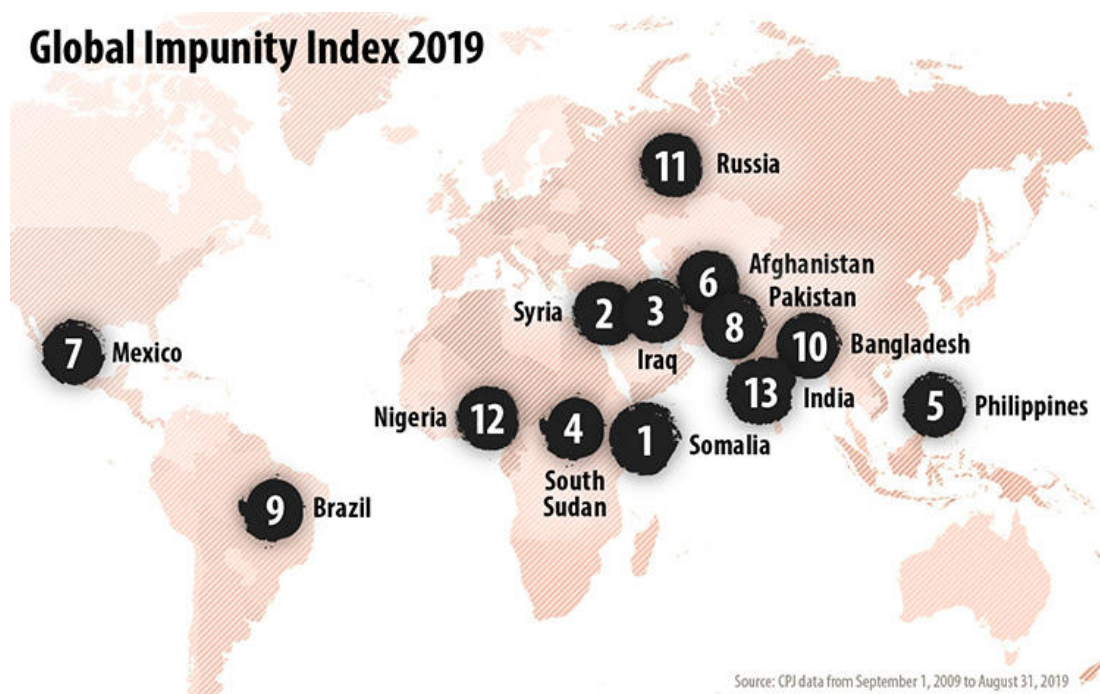 Global Impunity Index 2019
11 Russia
6 Afghanistan
8 Pakistan
Syria 2
3 Iraq
10 Bangladesh
7 Mexico
13 India
5 Philippines
Nigeria 12
4 South
Sudan
1 Somalia
9 Brazil
Source: CPJ data from September 1, 2009 to August 31, 2019